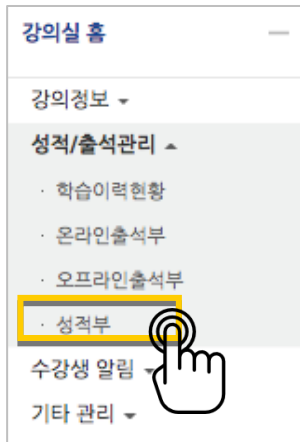 강의실 홈
강의정보
성적/출석관리
· 학습이력현황
· 온라인출석부
· 오프라인출석부
· 성적부
수강생 알림
기타 관리